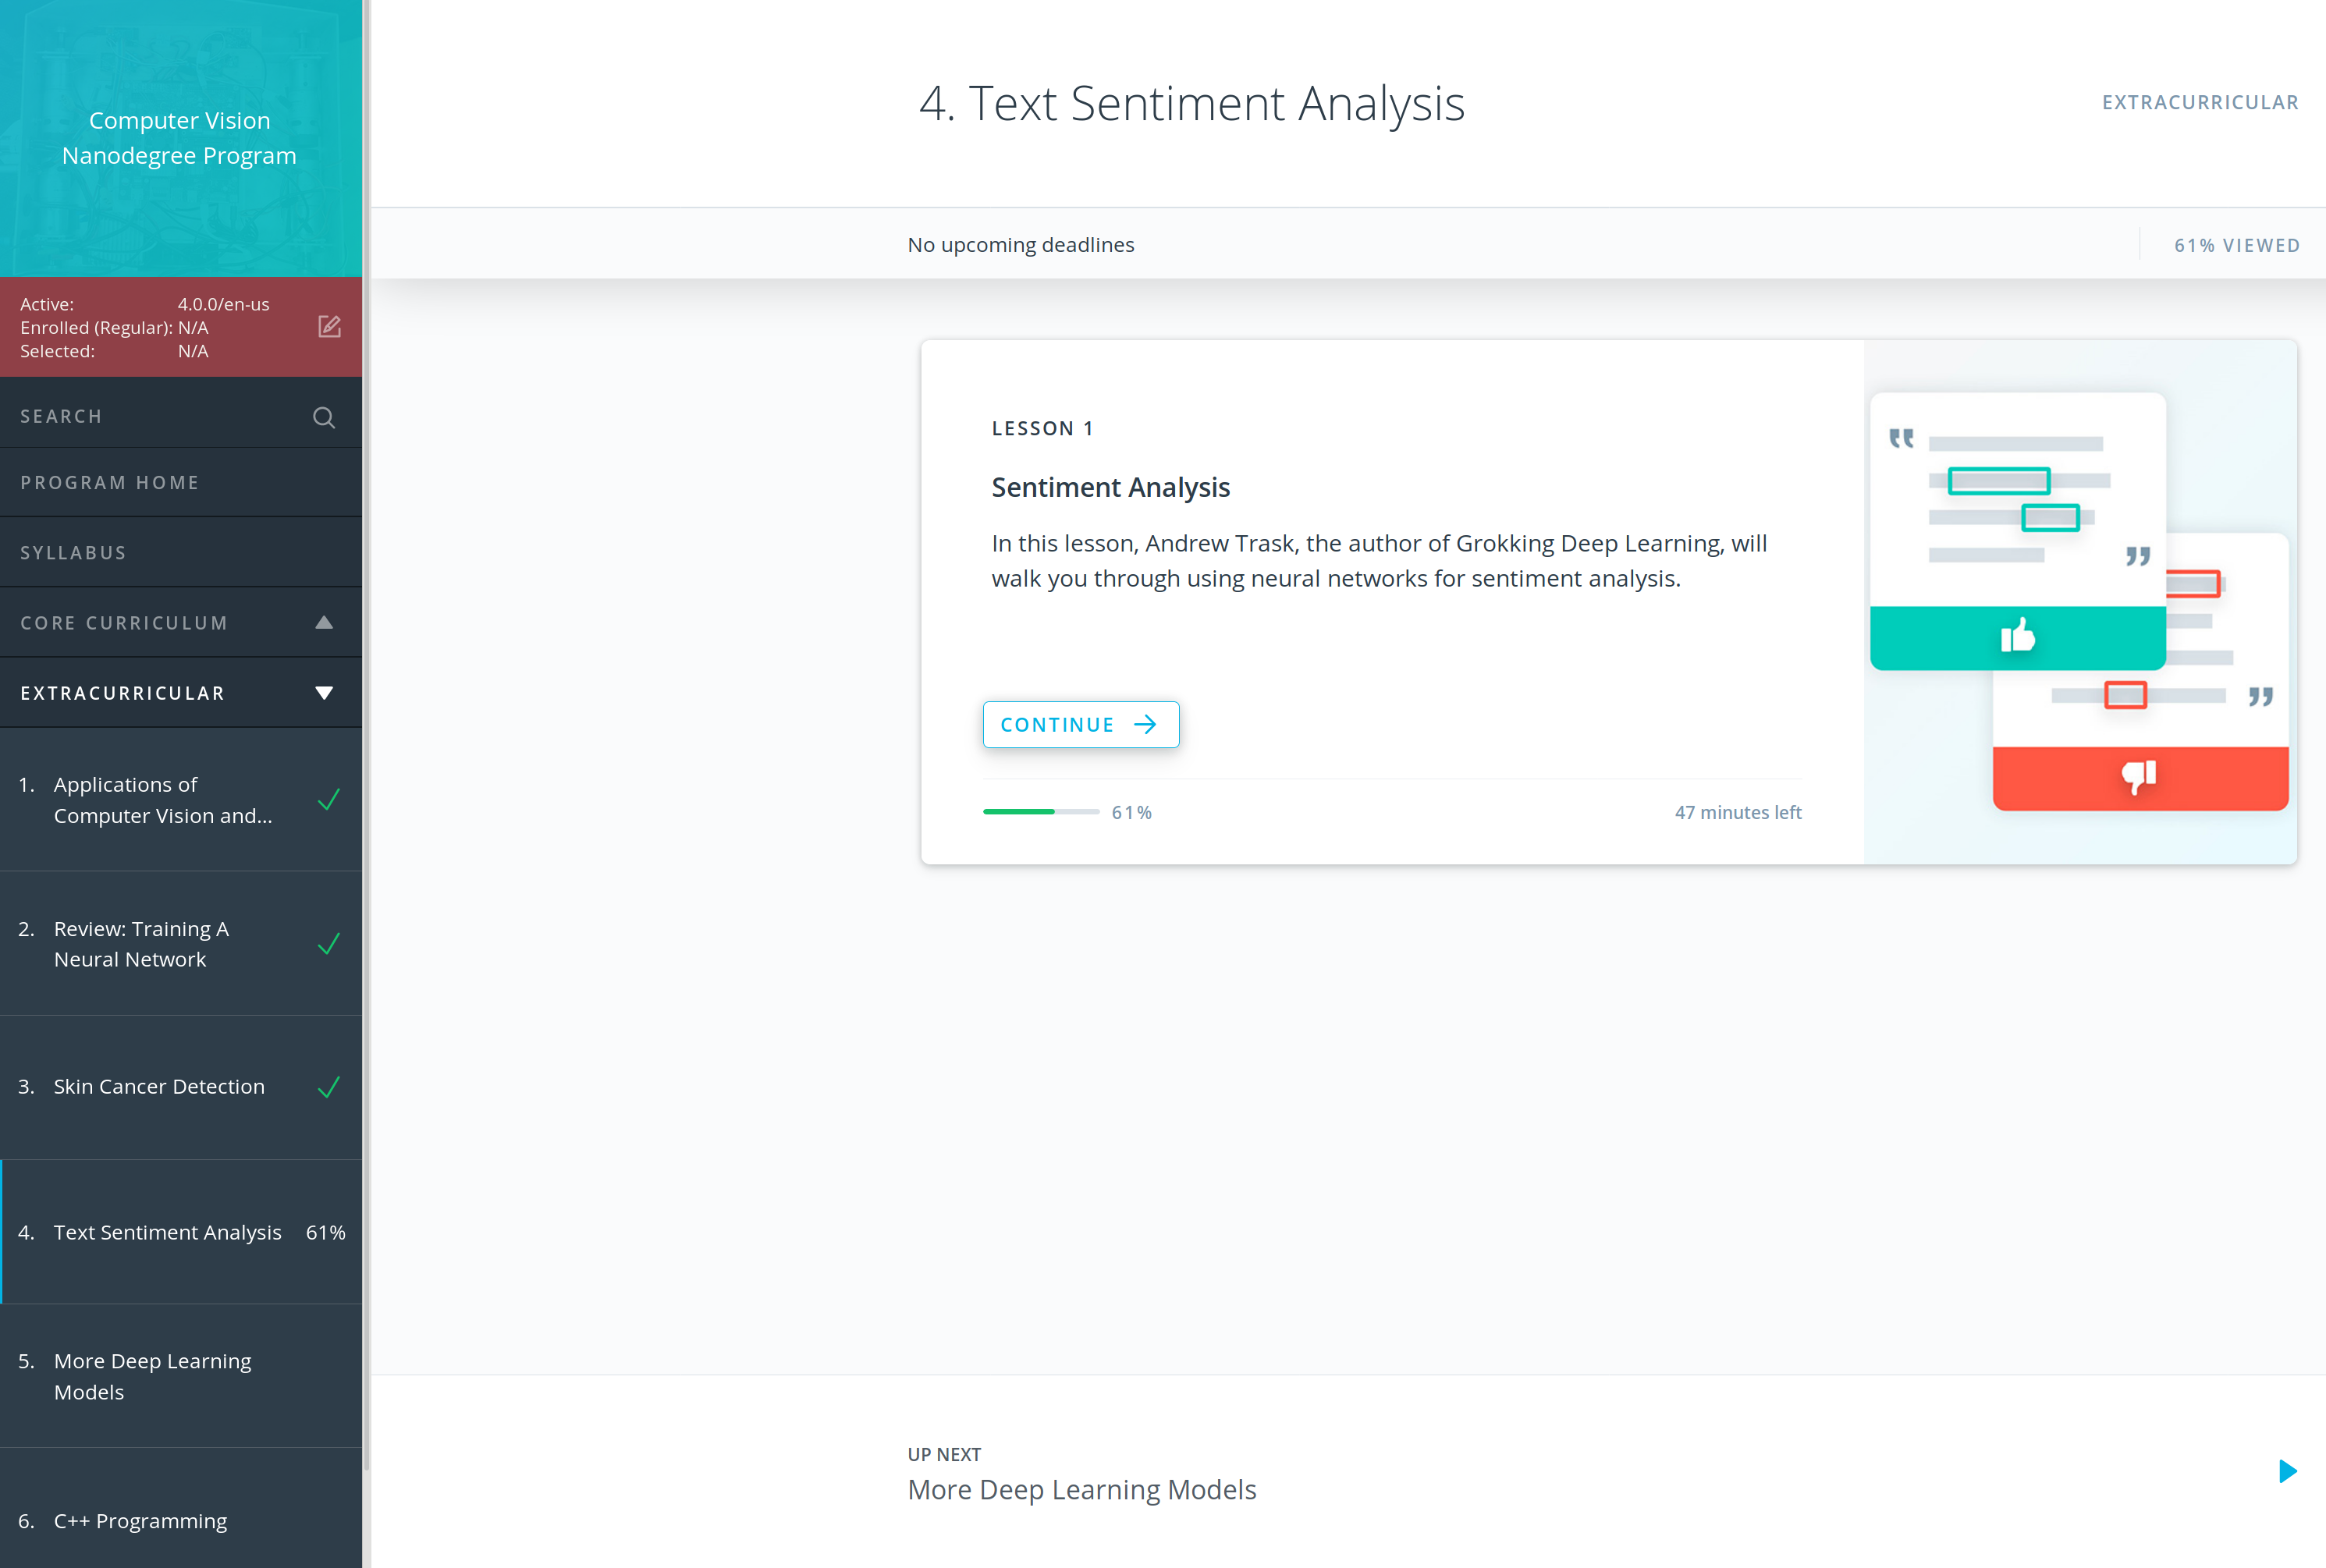 Computer Vision
Nanodegree Program
Active: 4.0.0/en-us
Enrolled (Regular): N/A
Selected: N/A
SEARCH
PROGRAM HOME
SYLLABUS
CORE CURRICULUM
EXTRACURRICULAR
1. Applications of
Computer Vision and...
2. Review: Training A
Neural Network
3. Skin Cancer Detection
4. Text Sentiment Analysis 61%
5. More Deep Learning
Models
6. C++ Programming
4. Text Sentiment Analysis
EXTRACURRICULAR
No upcoming deadlines
61% VIEWED
LESSON 1
Sentiment Analysis
In this lesson, Andrew Trask, the author of Grokking Deep Learning, will
walk you through using neural networks for sentiment analysis.
CONTINUE
61%
47 minutes left
UP NEXT
More Deep Learning Models